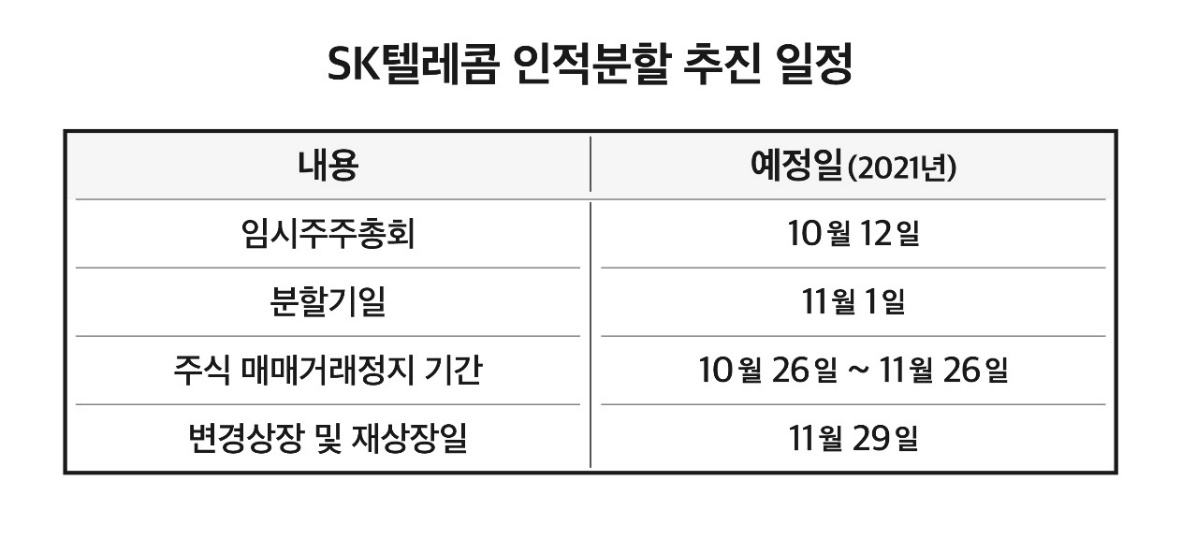 SK텔레콤 인적분할 추진 일정
내용 예정일(2021년)
임시주주총회 10월 12일
분할기일 11월 1일
주식 매매거래정지 기간 10월 26일 ~ 11월 26일
변경상장 및 재상장일 11월 29일